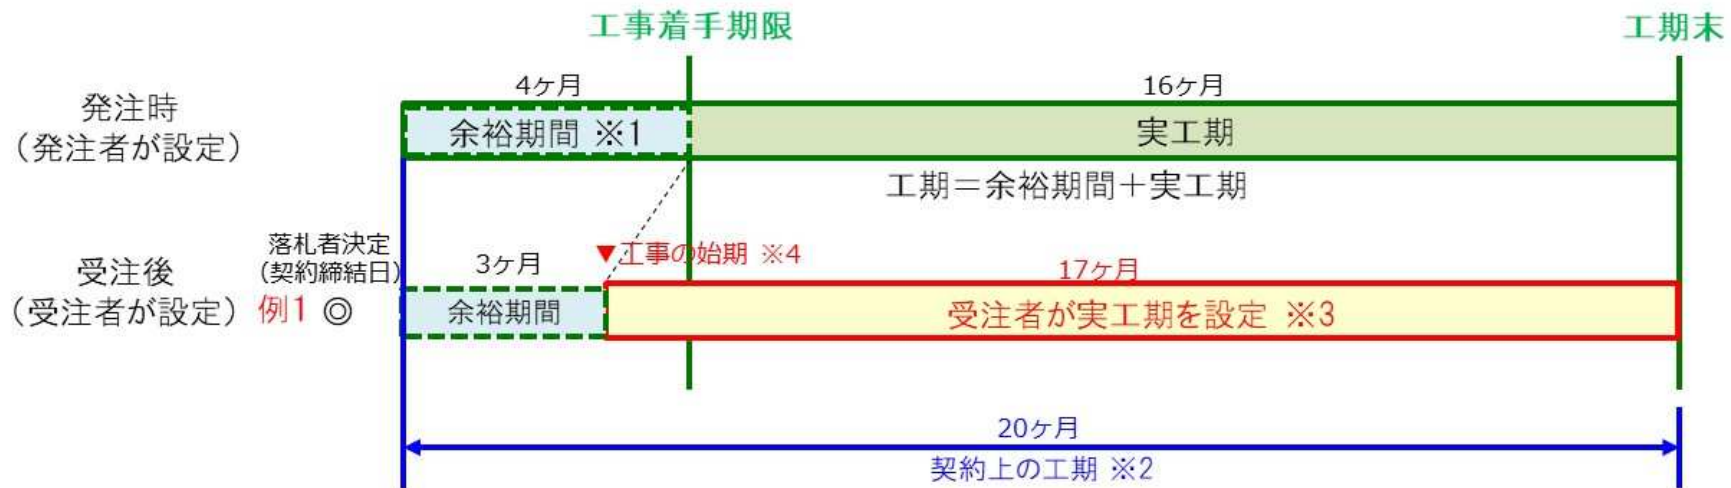 工事着手期限
工期末
4ヶ月
16ヶ月
発注時
（発注者が設定）
余裕期間 ※1
実工期
工期＝余裕期間＋実工期
落札者決定
(契約締結日)
受注後
（受注者が設定）
例1 ◎
3ヶ月
▼工事の始期 ※4
17ヶ月
余裕期間
受注者が実工期を設定 ※3
20ヶ月
契約上の工期 ※2